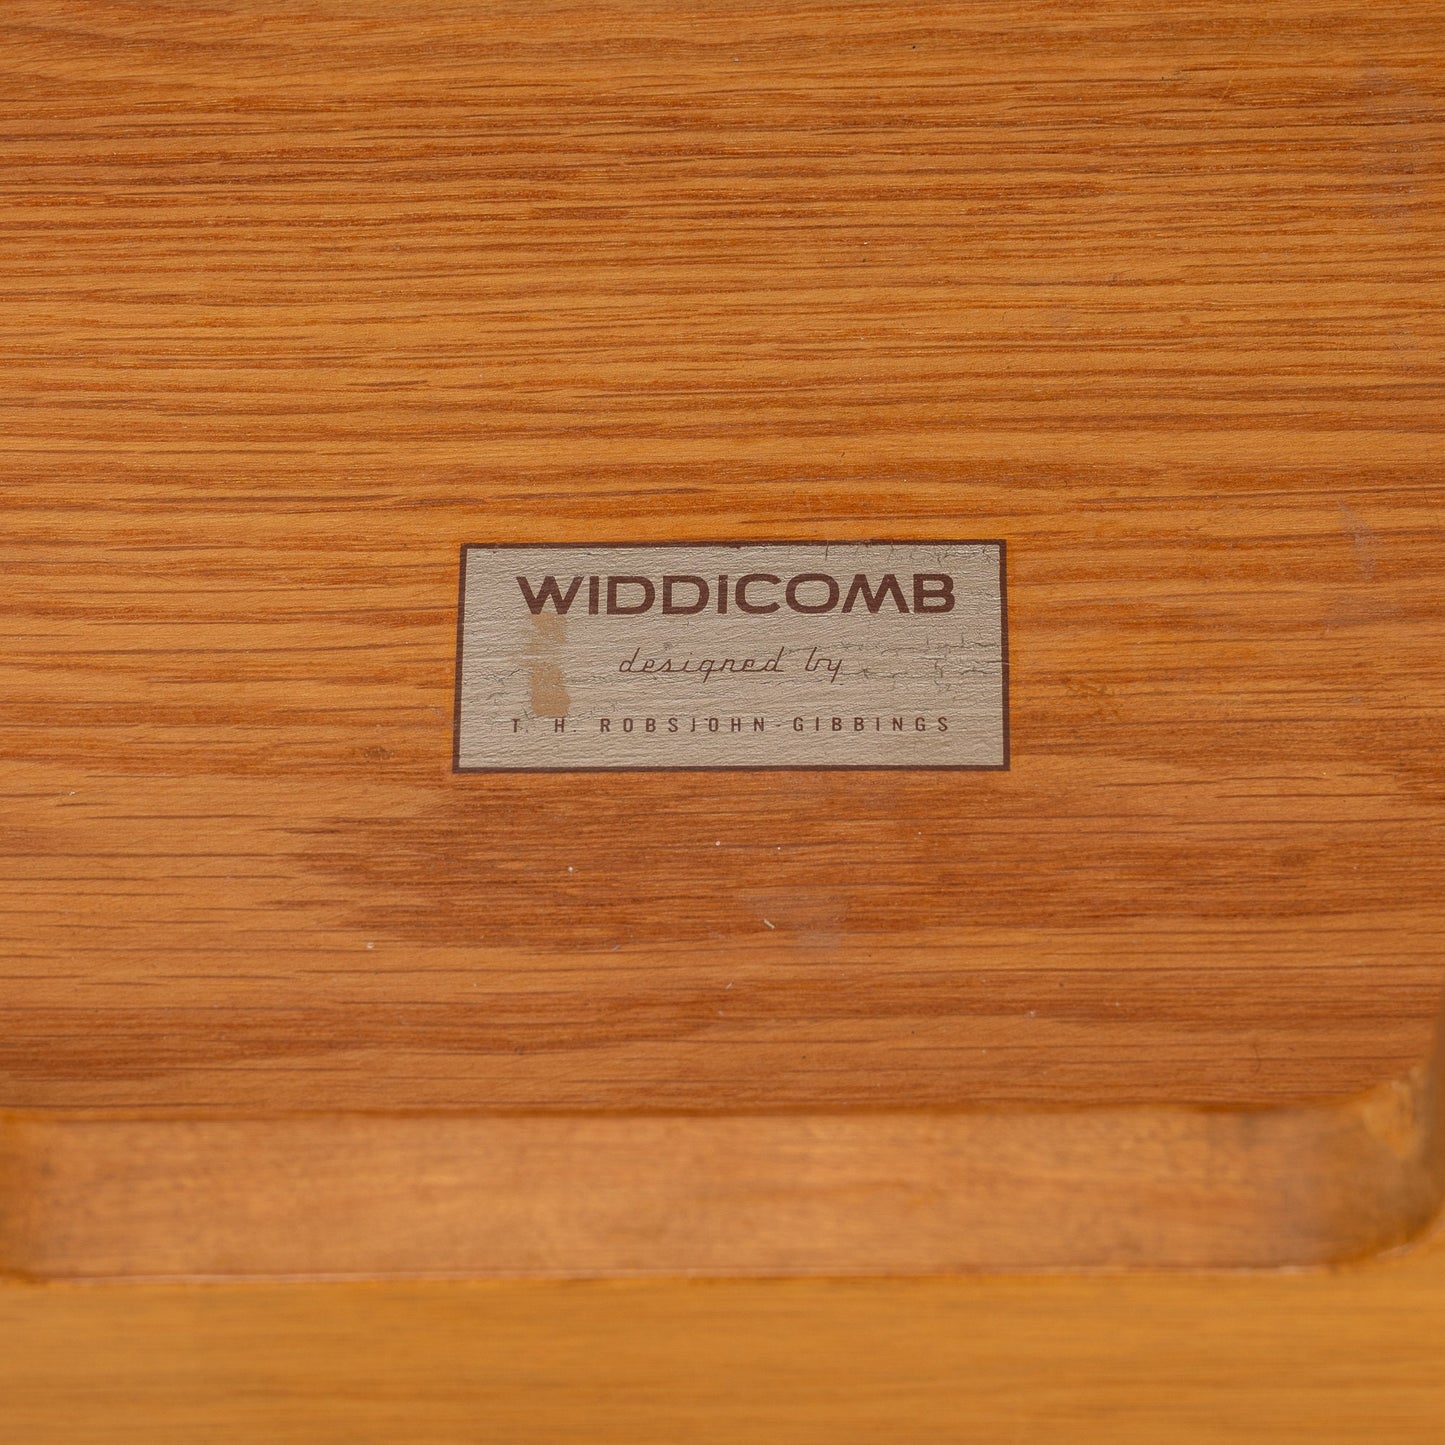 WIDDICOMB
designed by
T. H. ROBSJOHN-GIBBINGS